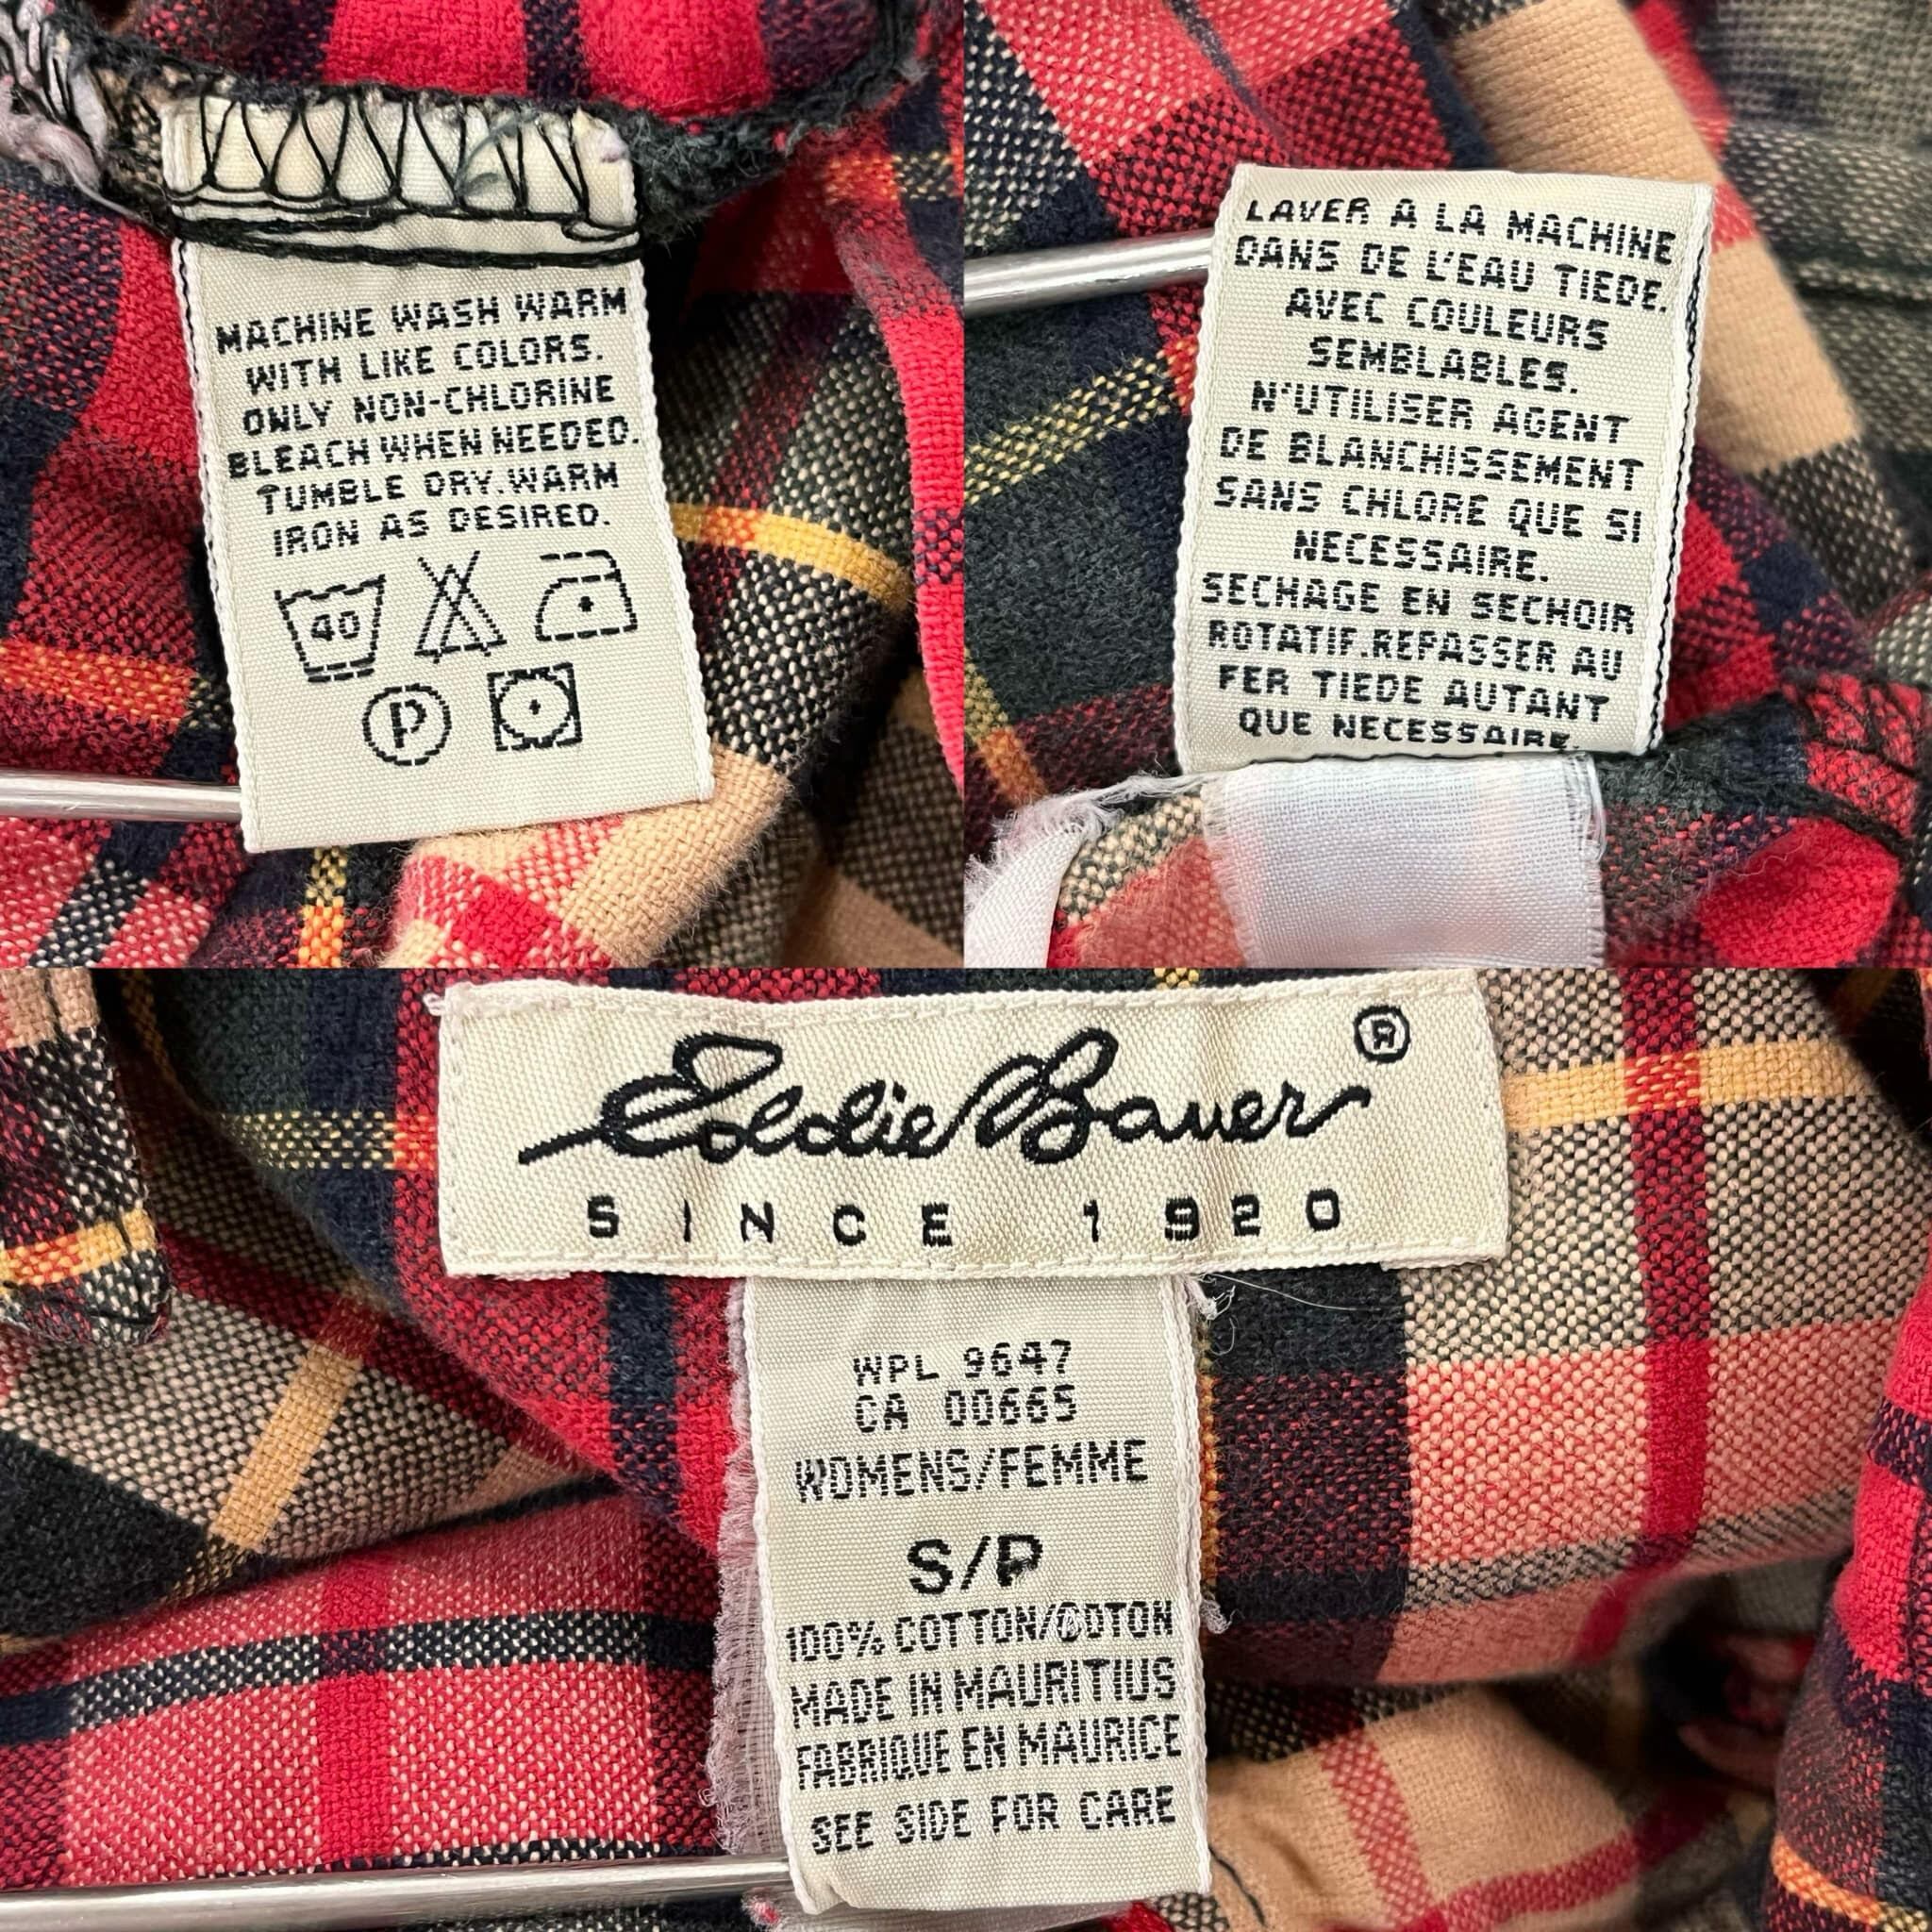 MACHINE WASH WARM
WITH LIKE COLORS.
ONLY NON-CHLORINE
BLEACH WHEN NEEDED.
TUMBLE DRY.WARM
IRON AS DESIRED.
40
P
LAVER A LA MACHINE
DANS DE L'EAU TIEDE.
AVEC COULEURS
SEMBLABLES.
N'UTILISER AGENT
DE BLANCHISSEMENT
SANS CHLORE QUE SI
NECESSAIRE.
SECHAGE EN SECHOIR
ROTATIF.REPASSER AU
FER TIEDE AUTANT
QUE NECESSAIRE.
Eddie Bauer®
SINCE 1920
WPL 9647
CA 00665
WOMENS/FEMME
S/P
100% COTTON/COTON
MADE IN MAURITIUS
FABRIQUE EN MAURICE
SEE SIDE FOR CARE